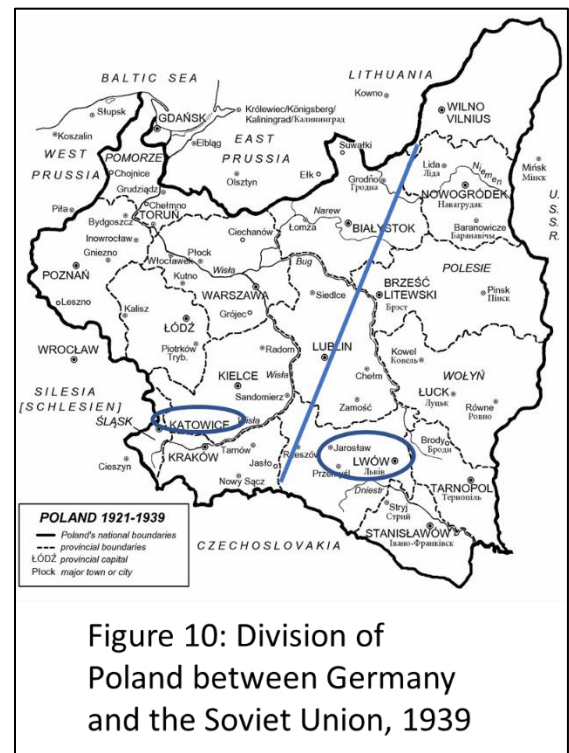 BALTIC SEA
LITHUANIA
Kowno
Słupsk
GDAŃSK
Królewiec/Königsberg/
Kaliningrad/Калининград
WILNO
VILNIUS
Koszalin
Elbląg
EAST
PRUSSIA
Suwałki
WEST
PRUSSIA
POMORZE
Chojnice
Grudziądz
Olsztyn
Ełk
Grodno
Гродна
Lida
Ліда
Niemen
Mińsk
Мінск
NOWOGRÓDEK
Навагрудак
U.S.S.R.
Piła
Chełmno
TORUŃ
Bydgoszcz
Ciechanów
Łomża
Narew
BIAŁYSTOK
Baranowicze
Баранавічы
Inowrocław
Gniezno
Włocławek
Płock
Wisła
Bug
POLESIE
POZNAŃ
Kutno
WARSZAWA
Siedlce
BRZEŚĆ
LITEWSKI
Брэст
Pinsk
Пінск
Leszno
Kalisz
ŁÓDŹ
Grójec
Piotrków
Tryb.
Radom
LUBLIN
Kowel
Ковель
WOŁYŃ
WROCŁAW
KIELCE
Wisła
Chełm
ŁUCK
Луцьк
Równe
Ровно
SILESIA
[SCHLESIEN]
Sandomierz
Zamość
ŚLĄSK
KATOWICE
Wisła
Brody
Броди
KRAKÓW
Tarnów
Rzeszów
Jarosław
LWÓW
Львів
Cieszyn
Jasło
Przemyśl
TARNOPOL
Тернопіль
Nowy Sącz
Dniestr
Stryj
Стрий
STANISŁAWÓW
Івано-Франківск
CZECHOSLOVAKIA
POLAND 1921-1939
Poland's national boundaries
provincial boundaries
ŁÓDŹ provincial capital
Płock major town or city
Figure 10: Division of
Poland between Germany
and the Soviet Union, 1939